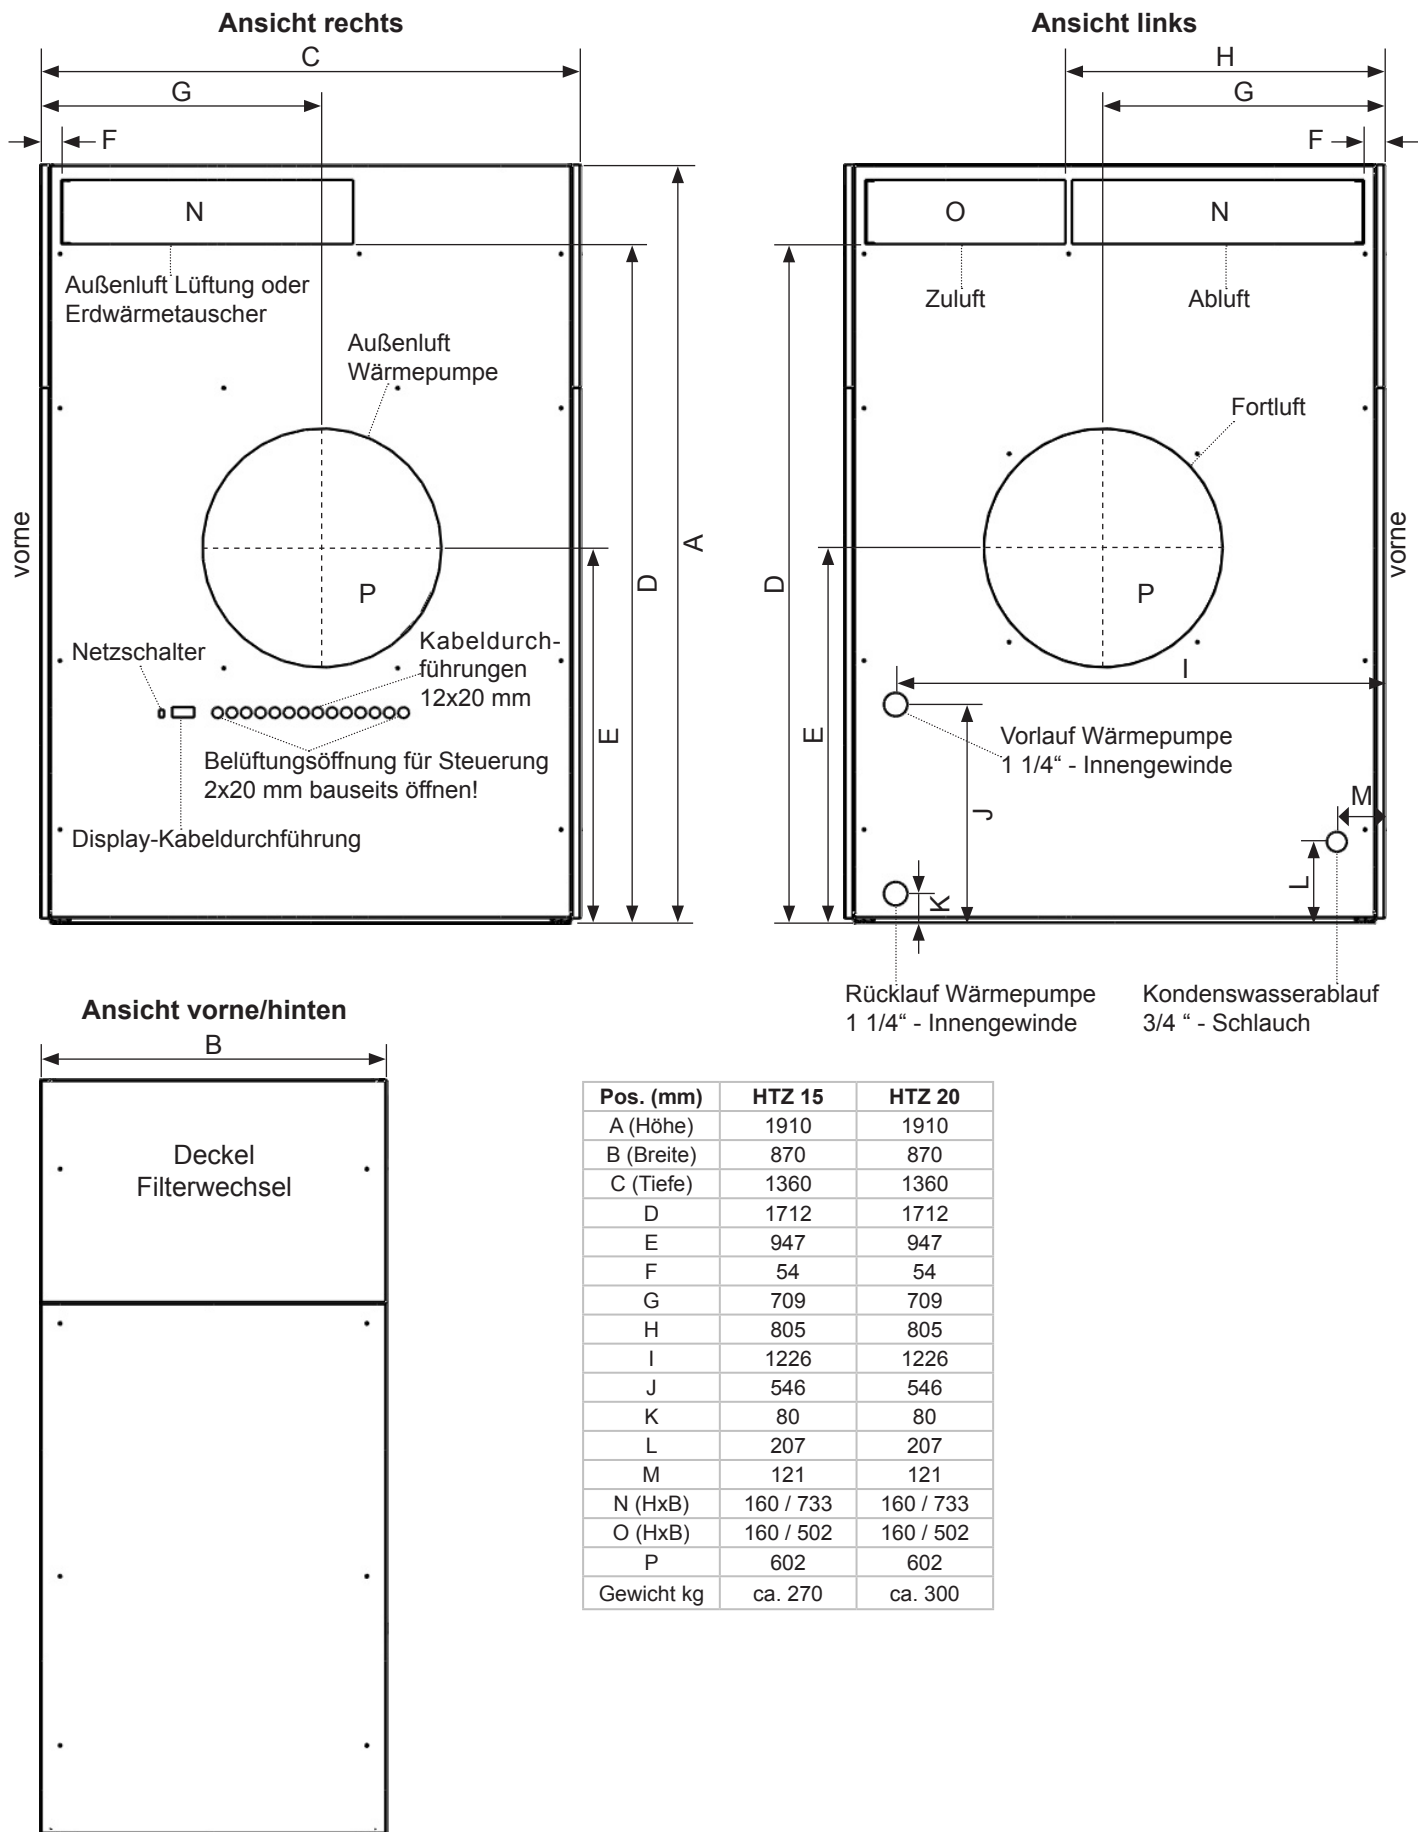 Ansicht rechts
C
G
F
N
Außenluft Lüftung oder
Erdwärmetauscher
Außenluft
Wärmepumpe
vorne
P
A
D
E
Netzschalter
Kabeldurch-
führungen
12x20 mm
Belüftungsöffnung für Steuerung
2x20 mm bauseits öffnen!
Display-Kabeldurchführung
Ansicht links
H
G
F
O
N
Zuluft
Abluft
Fortluft
vorne
P
D
E
I
Vorlauf Wärmepumpe
1 1/4“ - Innengewinde
J
M
L
K
Rücklauf Wärmepumpe
1 1/4“ - Innengewinde
Kondenswasserablauf
3/4 “ - Schlauch
Ansicht vorne/hinten
B
Deckel
Filterwechsel
Pos. (mm) HTZ 15 HTZ 20
A (Höhe) 1910 1910
B (Breite) 870 870
C (Tiefe) 1360 1360
D 1712 1712
E 947 947
F 54 54
G 709 709
H 805 805
I 1226 1226
J 546 546
K 80 80
L 207 207
M 121 121
N (HxB) 160 / 733 160 / 733
O (HxB) 160 / 502 160 / 502
P 602 602
Gewicht kg ca. 270 ca. 300